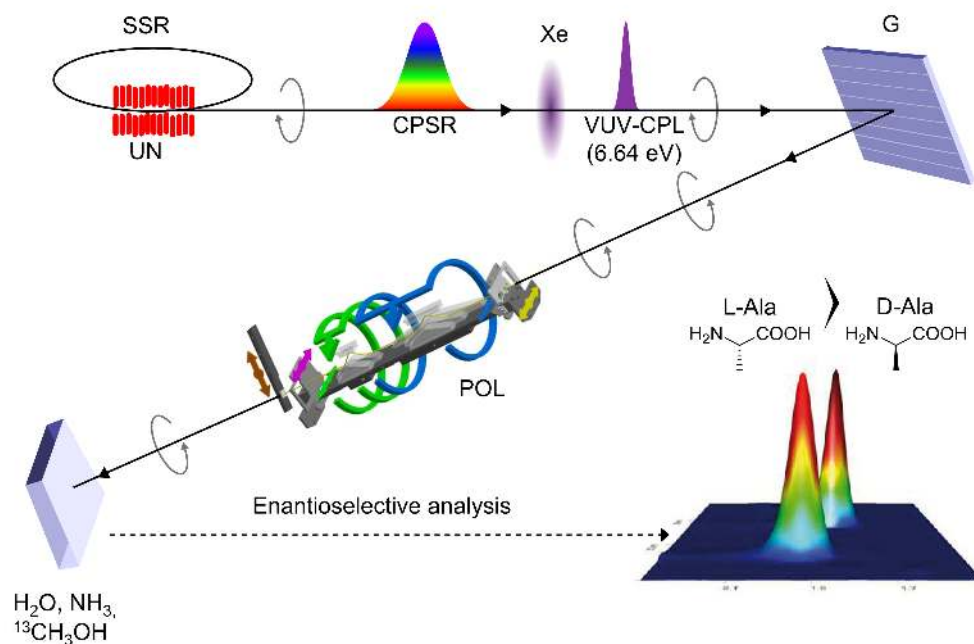 SSR
UN
CPSR
Xe
VUV-CPL
(6.64 eV)
G
POL
L-Ala
D-Ala
H₂N
COOH
H₂N
COOH
Enantioselective analysis
H₂O, NH₃,
¹³CH₃OH